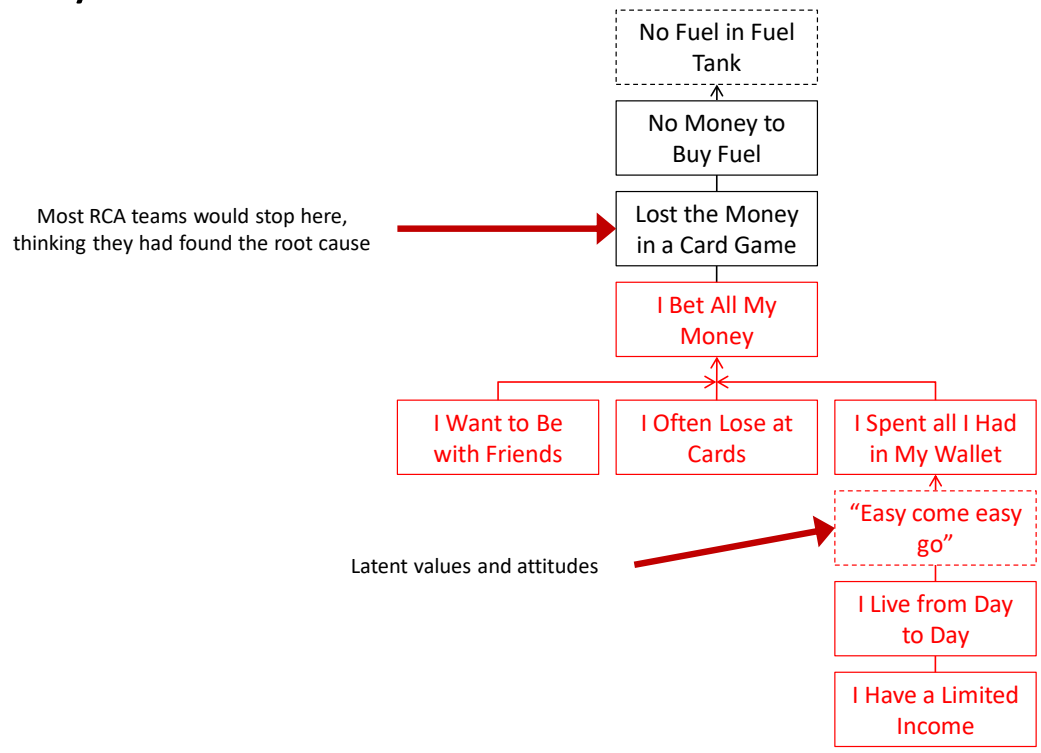 No Fuel in Fuel
Tank
No Money to
Buy Fuel
Most RCA teams would stop here,
thinking they had found the root cause
Lost the Money
in a Card Game
I Bet All My
Money
I Want to Be
with Friends
I Often Lose at
Cards
I Spent all I Had
in My Wallet
“Easy come easy
go”
Latent values and attitudes
I Live from Day
to Day
I Have a Limited
Income